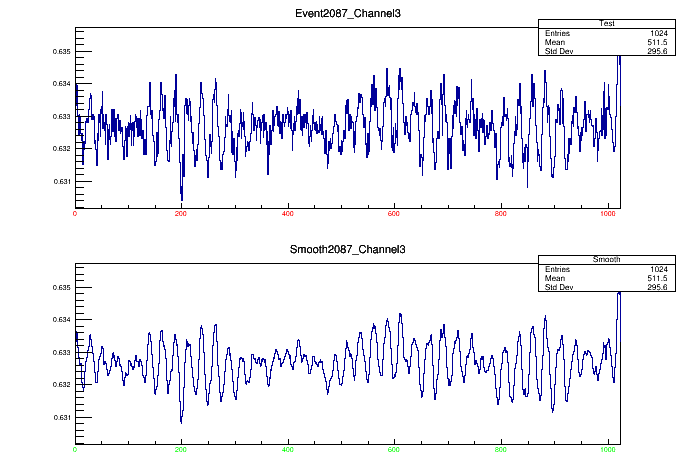 Event2087_Channel3
Test
Entries 1024
Mean 511.5
Std Dev 295.6
0.635
0.634
0.633
0.632
0.631
0 200 400 600 800 1000
Smooth2087_Channel3
Smooth
Entries 1024
Mean 511.5
Std Dev 295.6
0.635
0.634
0.633
0.632
0.631
0 200 400 600 800 1000